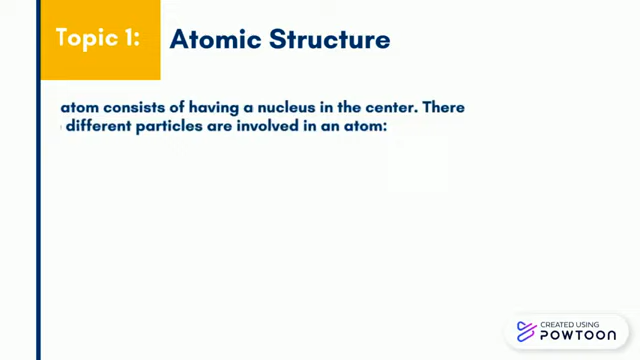 Topic 1:
Atomic Structure
atom consists of having a nucleus in the center. There
different particles are involved in an atom:
CREATED USING
POWTOON